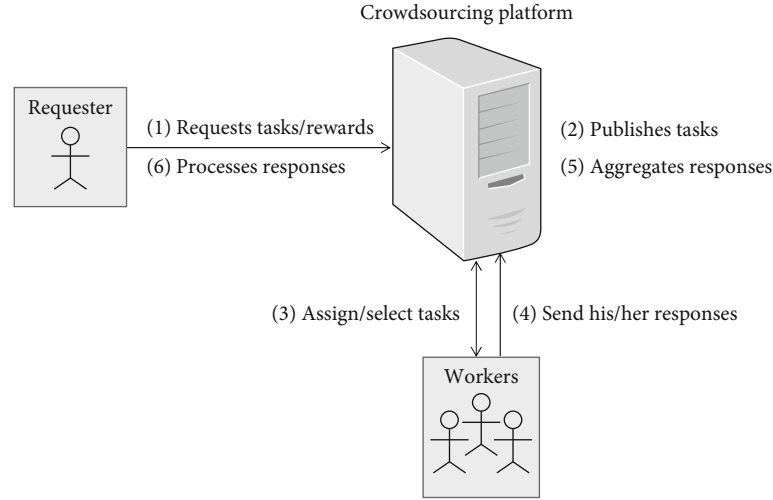 Crowdsourcing platform
Requester
(1) Requests tasks/rewards
(6) Processes responses
(2) Publishes tasks
(5) Aggregates responses
(3) Assign/select tasks
(4) Send his/her responses
Workers